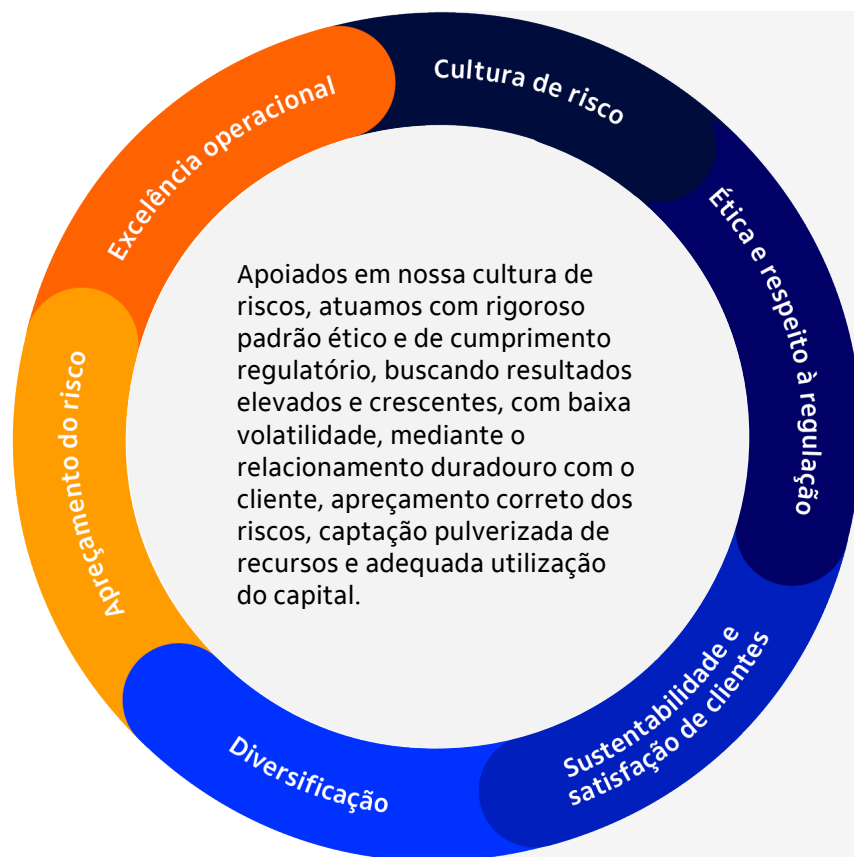 Cultura de risco
Ética e respeito à regulação
Sustentabilidade e
satisfação de clientes
Diversificação
Apreçamento do risco
Excelência operacional
Apoiados em nossa cultura de
riscos, atuamos com rigoroso
padrão ético e de cumprimento
regulatório, buscando resultados
elevados e crescentes, com baixa
volatilidade, mediante o
relacionamento duradouro com o
cliente, apreçamento correto dos
riscos, captação pulverizada de
recursos e adequada utilização
do capital.